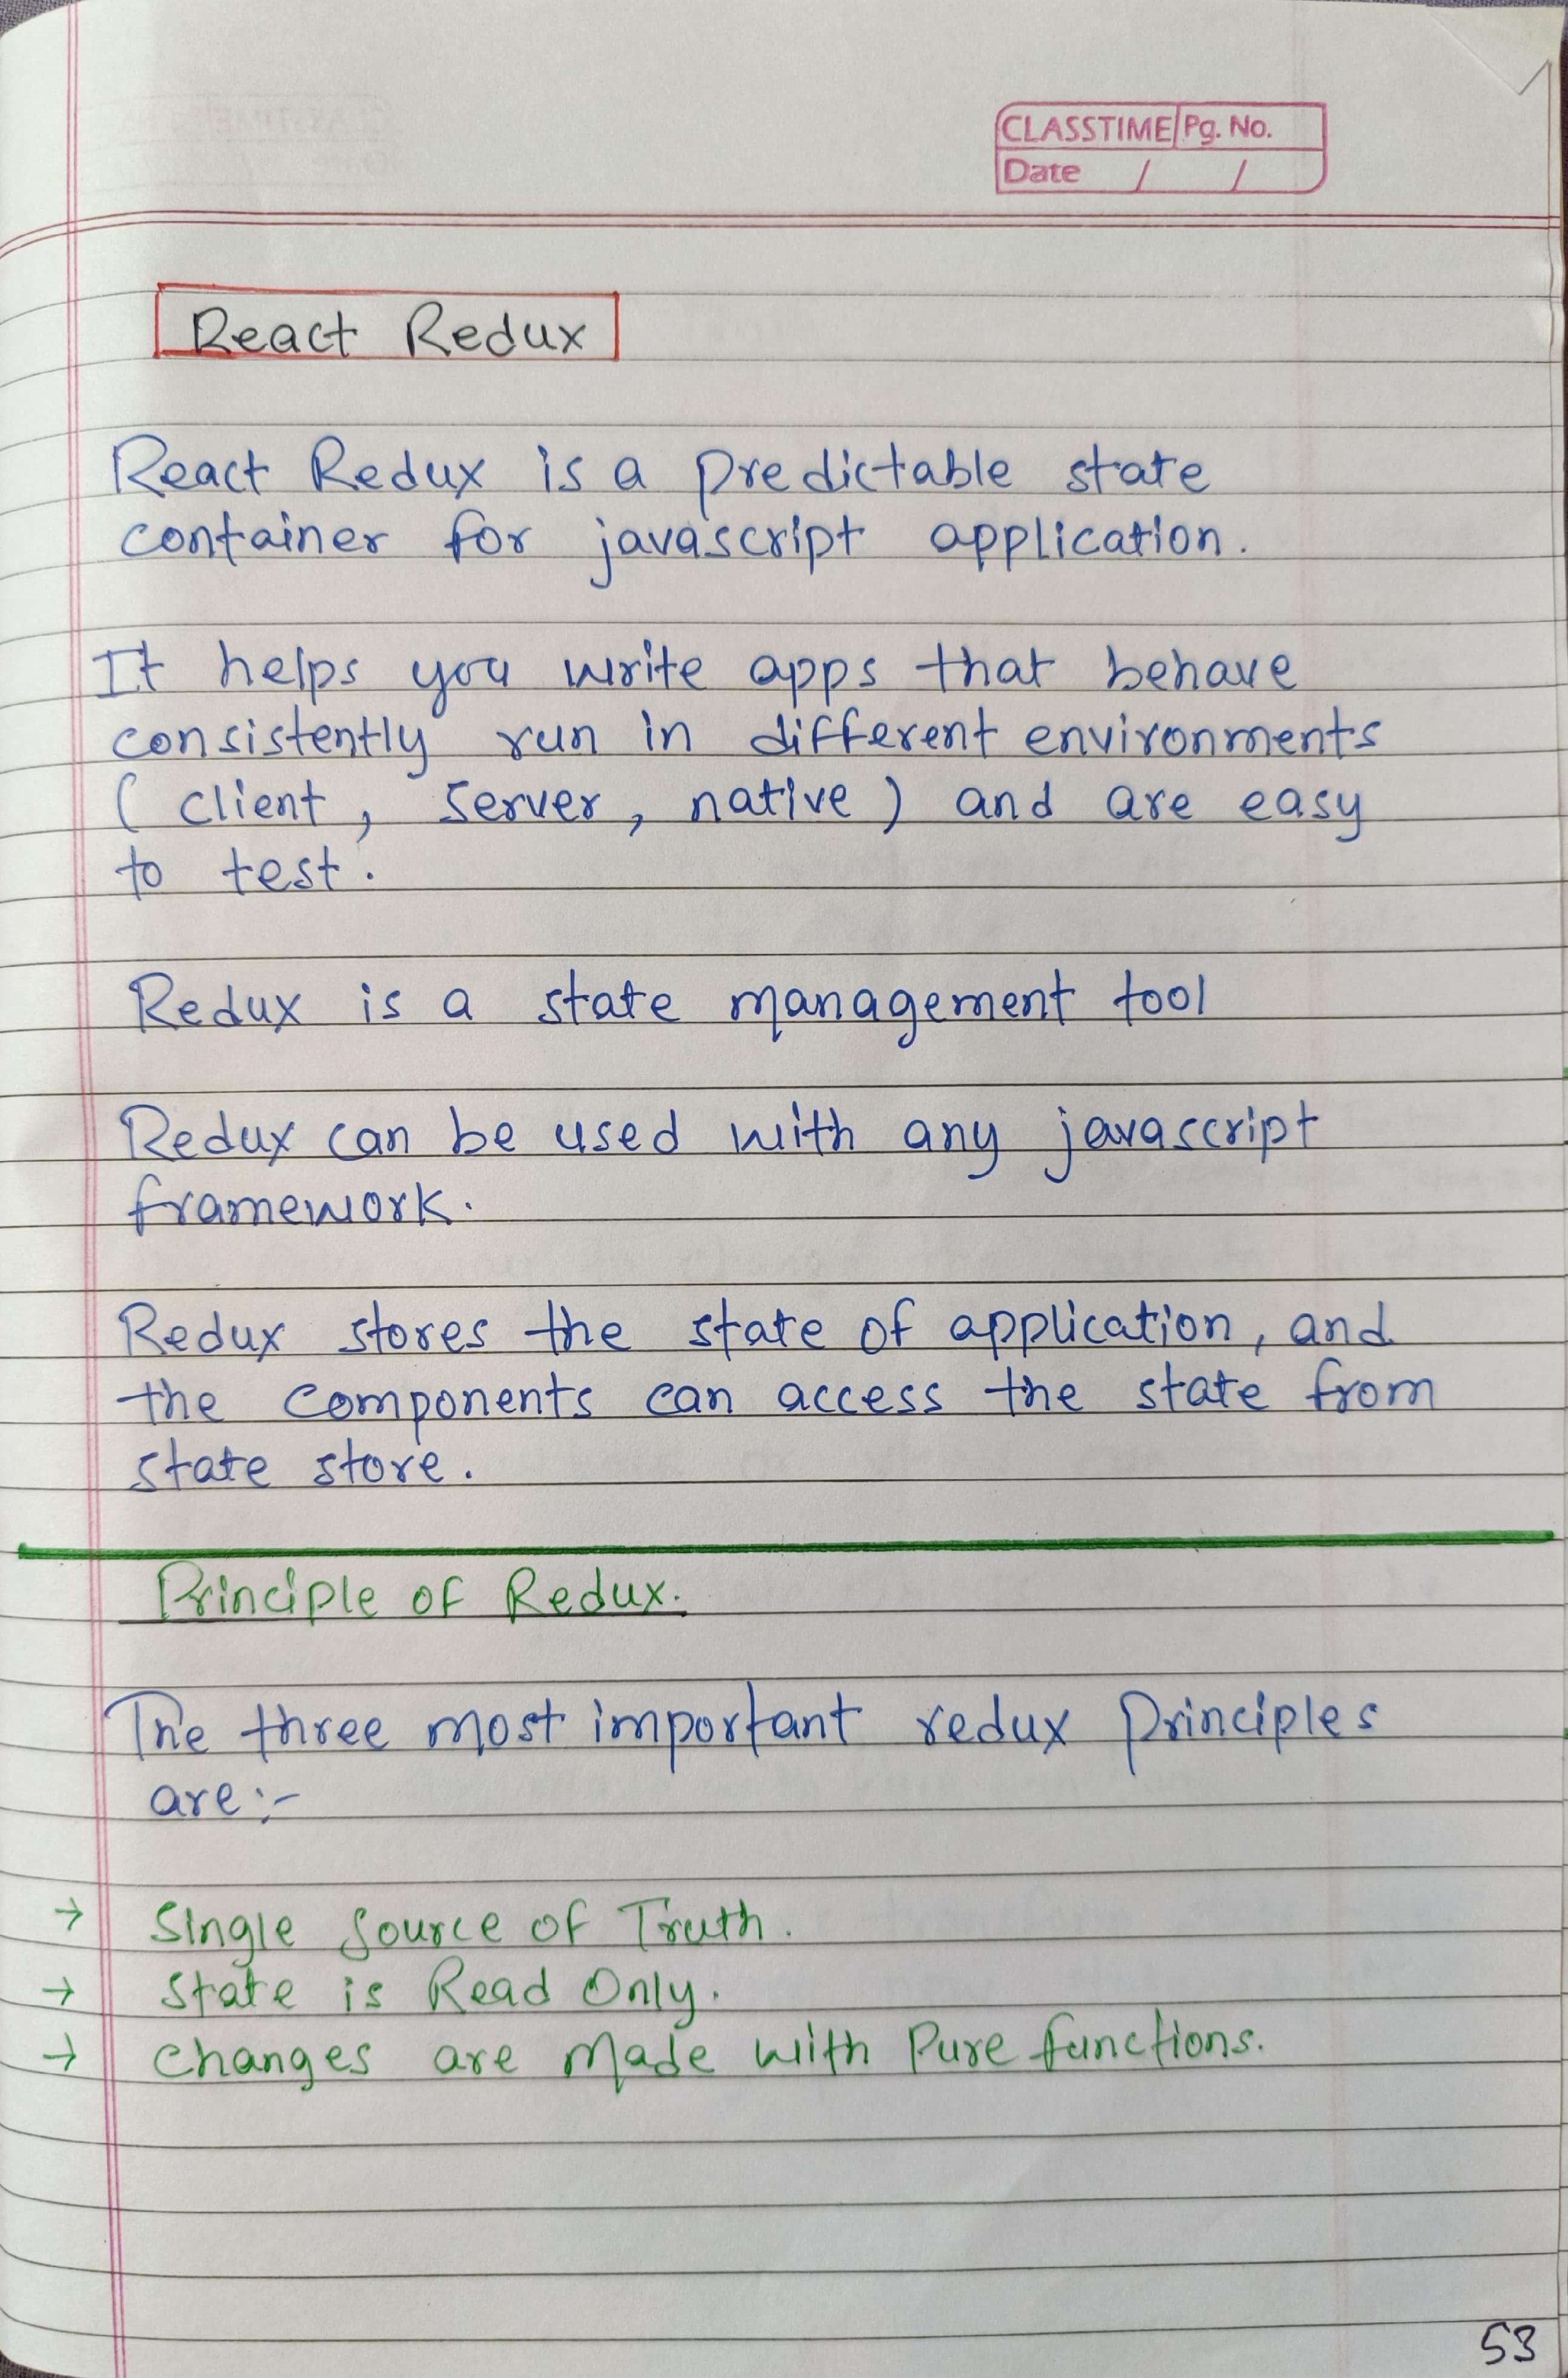 CLASSTIME Pg. No.
Date / /
React Redux
React Redux is a predictable state
container for javascript application.
It helps you write apps that behave
consistently run in different environments
( client, server, native ) and are easy
to test.
Redux is a state management tool
Redux can be used with any javascript
framework.
Redux stores the state of application, and
the components can access the state from
state store.
Principle of Redux.
The three most important redux principles
are:-
→ Single Source of Truth.
→ State is Read Only.
→ Changes are Made with Pure functions.
53